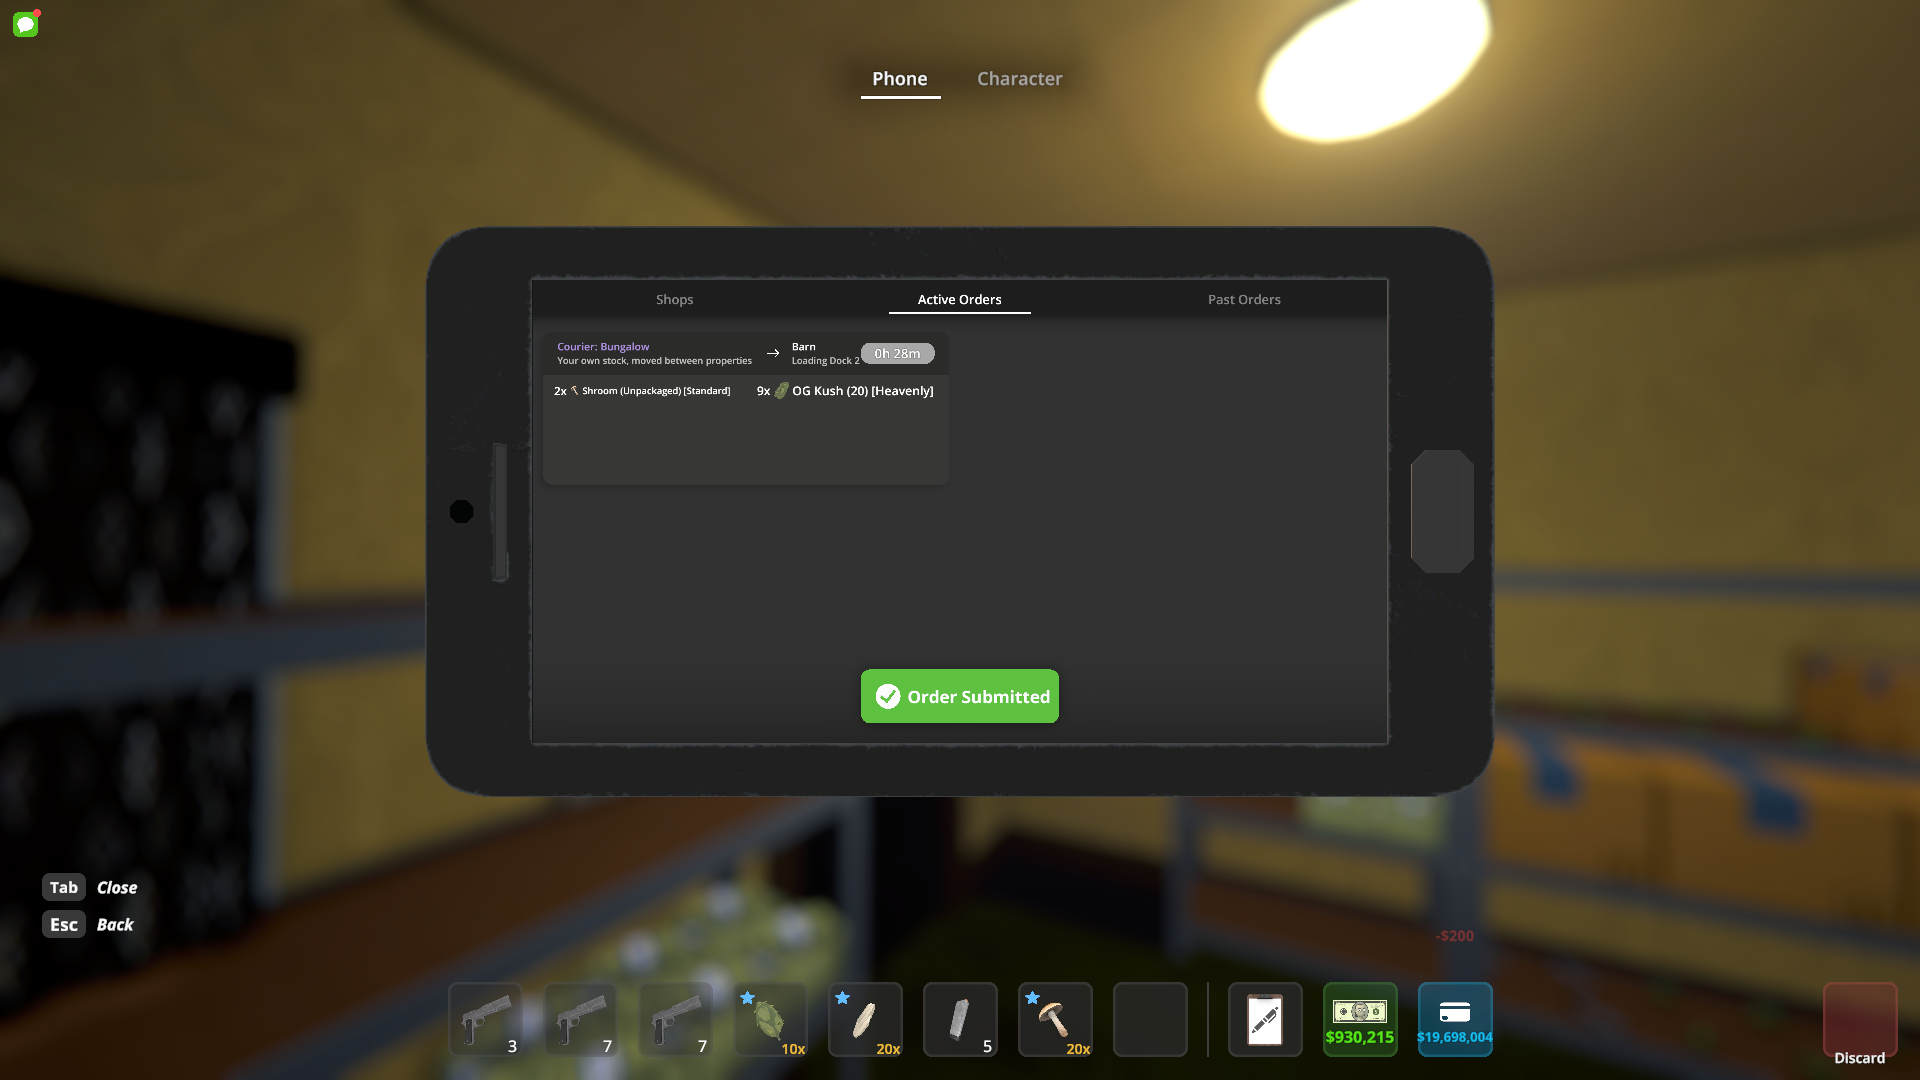 Phone Character
Shops Active Orders Past Orders
Courier: Bungalow
Your own stock, moved between properties
→
Barn
Loading Dock 2
0h 28m
2x Shroom (Unpackaged) [Standard] 9x OG Kush (20) [Heavenly]
Order Submitted
Tab Close
Esc Back
-$200
3
7
7
10x
20x
5
20x
$930,215
$19,698,004
Discard